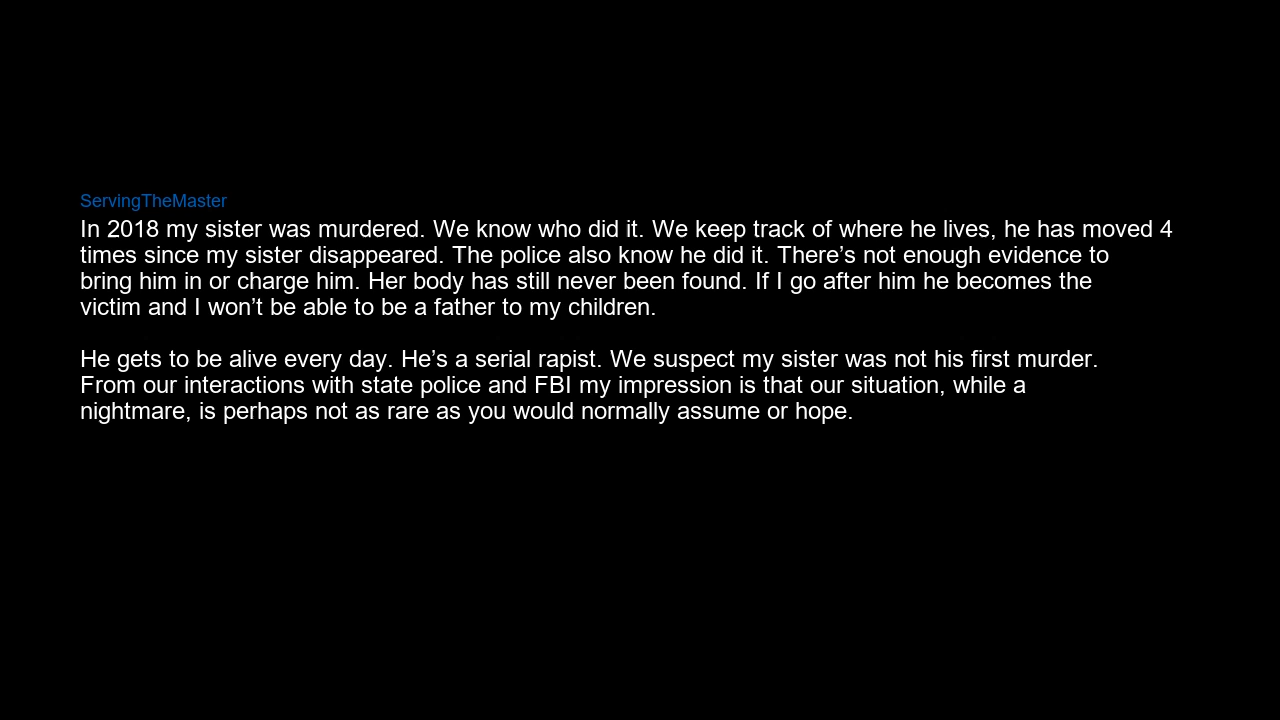 ServingTheMaster
In 2018 my sister was murdered. We know who did it. We keep track of where he lives, he has moved 4
times since my sister disappeared. The police also know he did it. There’s not enough evidence to
bring him in or charge him. Her body has still never been found. If I go after him he becomes the
victim and I won’t be able to be a father to my children.
He gets to be alive every day. He’s a serial rapist. We suspect my sister was not his first murder.
From our interactions with state police and FBI my impression is that our situation, while a
nightmare, is perhaps not as rare as you would normally assume or hope.